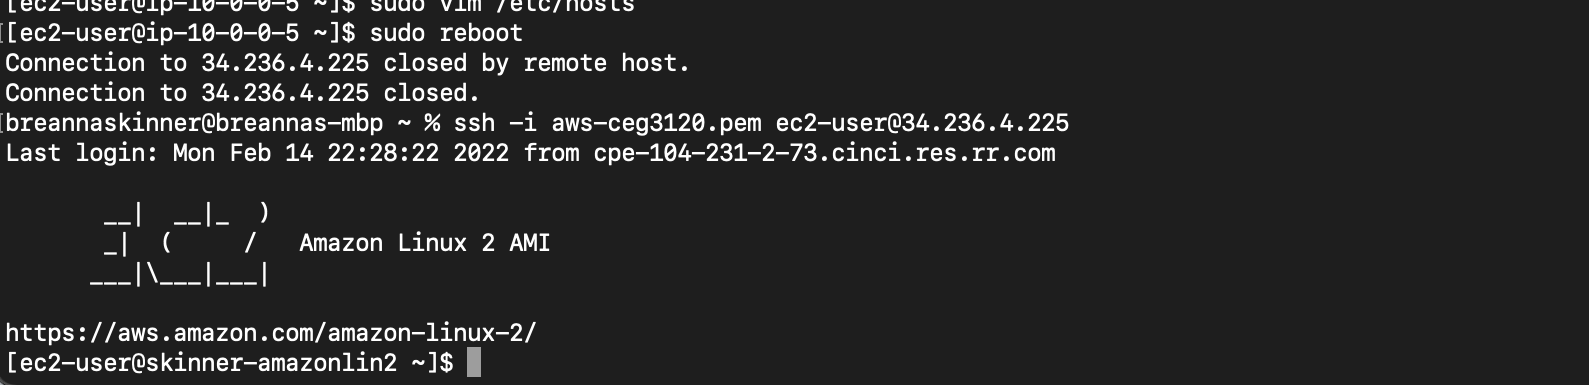 [ec2-user@ip-10-0-0-5 ~]$ sudo vim /etc/hosts
[ec2-user@ip-10-0-0-5 ~]$ sudo reboot
Connection to 34.236.4.225 closed by remote host.
Connection to 34.236.4.225 closed.
breannaskinner@breannas-mbp ~ % ssh -i aws-ceg3120.pem ec2-user@34.236.4.225
Last login: Mon Feb 14 22:28:22 2022 from cpe-104-231-2-73.cinci.res.rr.com

       __|  __|_  )
       _|  (     /   Amazon Linux 2 AMI
      ___|\___|___|

https://aws.amazon.com/amazon-linux-2/
[ec2-user@skinner-amazonlin2 ~]$